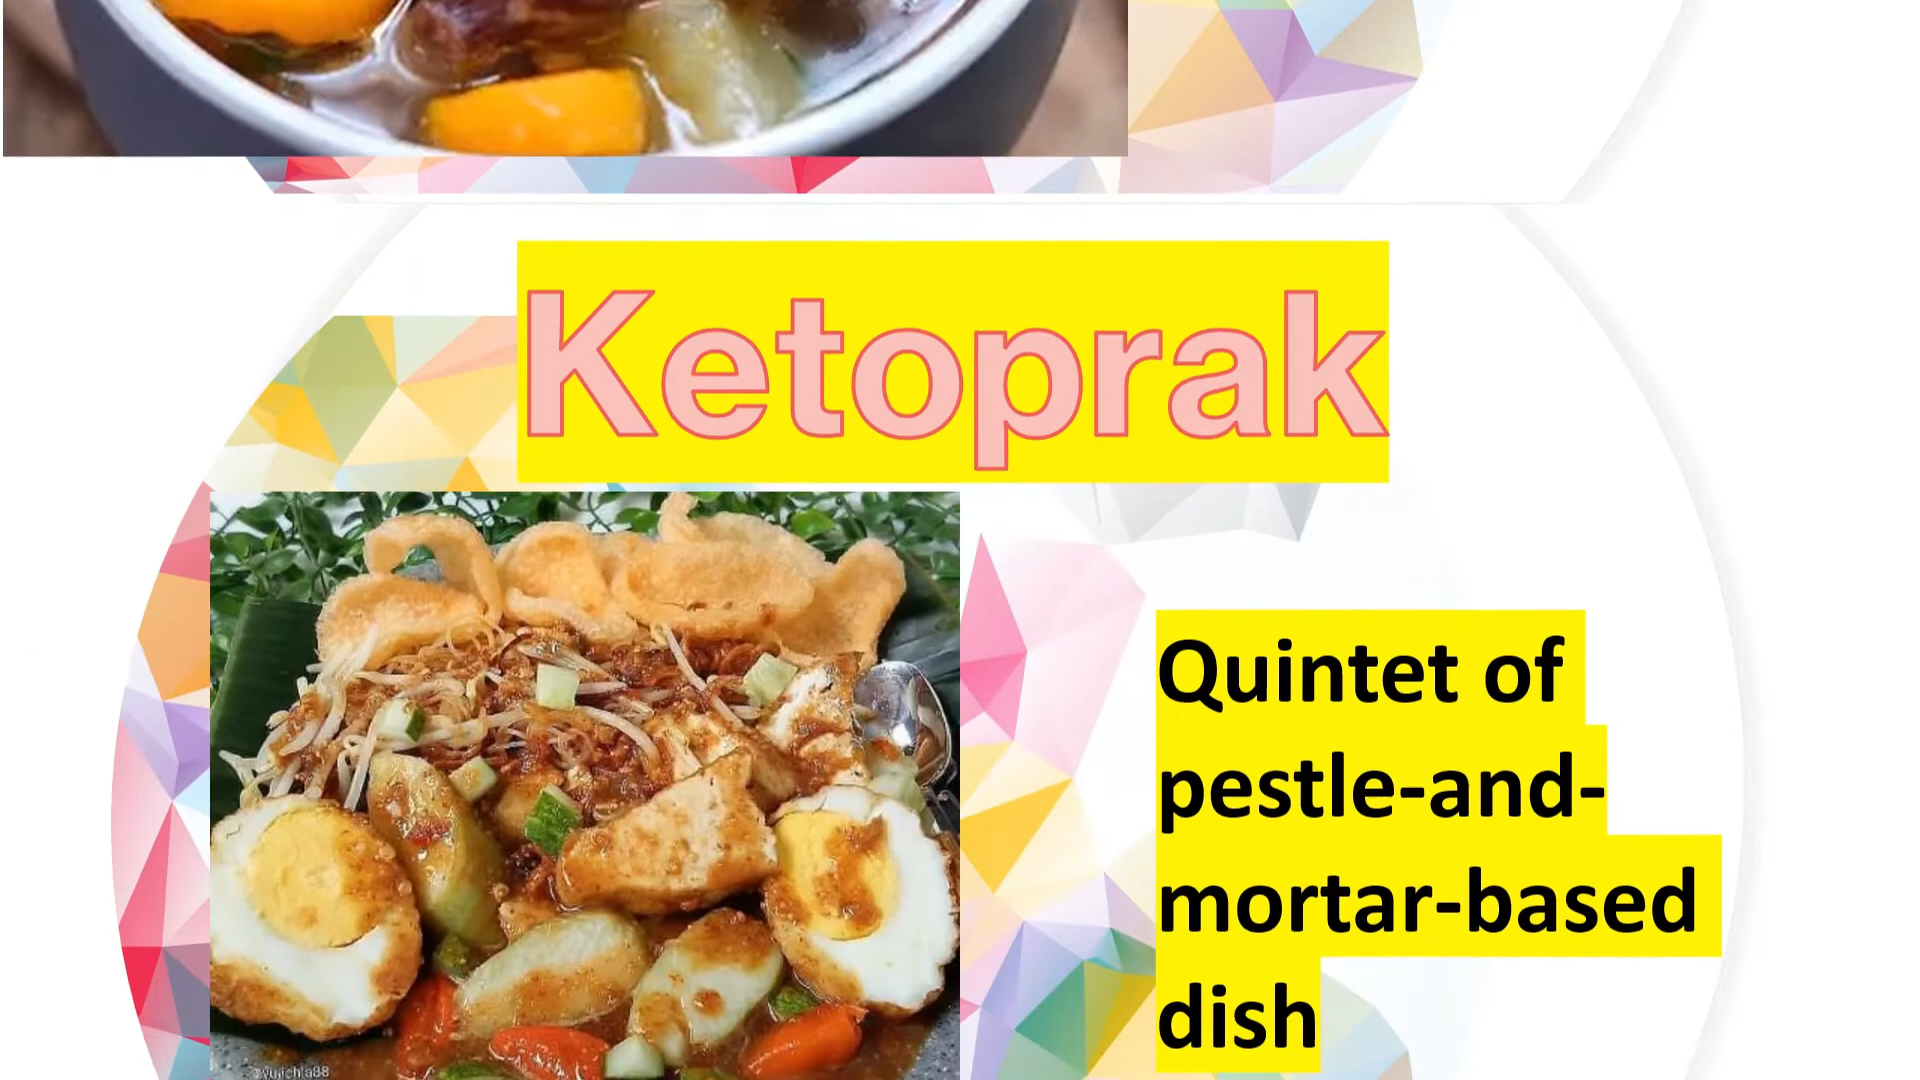 Ketoprak
Quintet of
pestle-and-
mortar-based
dish